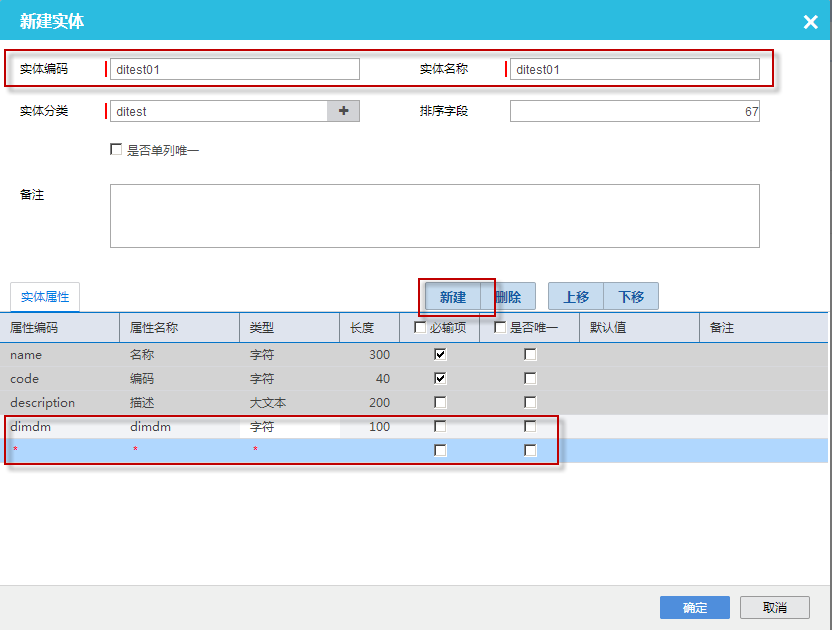 新建实体
实体编码 ditest01 实体名称 ditest01
实体分类 ditest + 排序字段 67
是否单列唯一
备注
实体属性 新建 删除 上移 下移
属性编码 属性名称 类型 长度 必输项 是否唯一 默认值 备注
name 名称 字符 300
code 编码 字符 40
description 描述 大文本 200
dimdm dimdm 字符 100
* * *
确定 取消